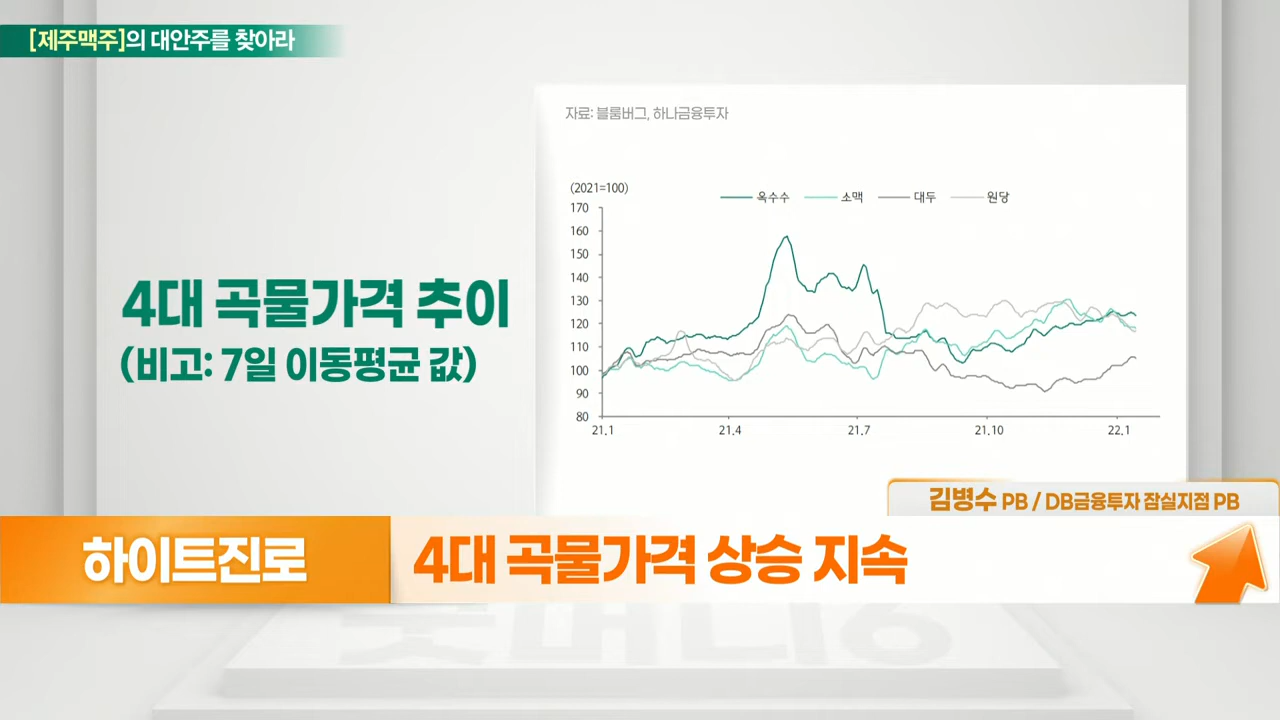 [제주맥주]의 대안주를 찾아라
자료: 블룸버그, 하나금융투자
(2021=100)
옥수수 소맥 대두 원당
170
160
150
140
130
120
110
100
90
80
21.1 21.4 21.7 21.10 22.1
4대 곡물가격 추이
(비고: 7일 이동평균 값)
김병수 PB / DB금융투자 잠실지점 PB
하이트진로
4대 곡물가격 상승 지속
굿머니6